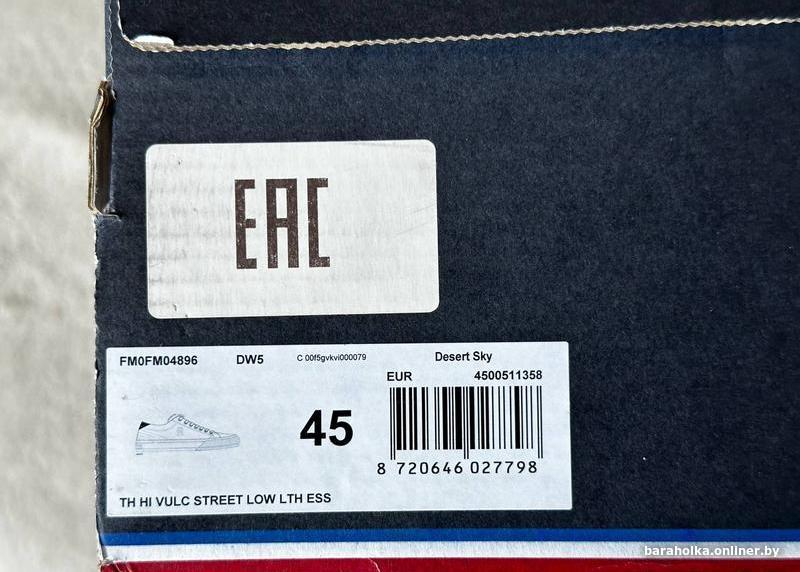 EAC
FM0FM04896 DW5 C 00f5gvkvi000079 Desert Sky
EUR 4500511358
45
8 720646 027798
TH HI VULC STREET LOW LTH ESS
baraholka.onliner.by